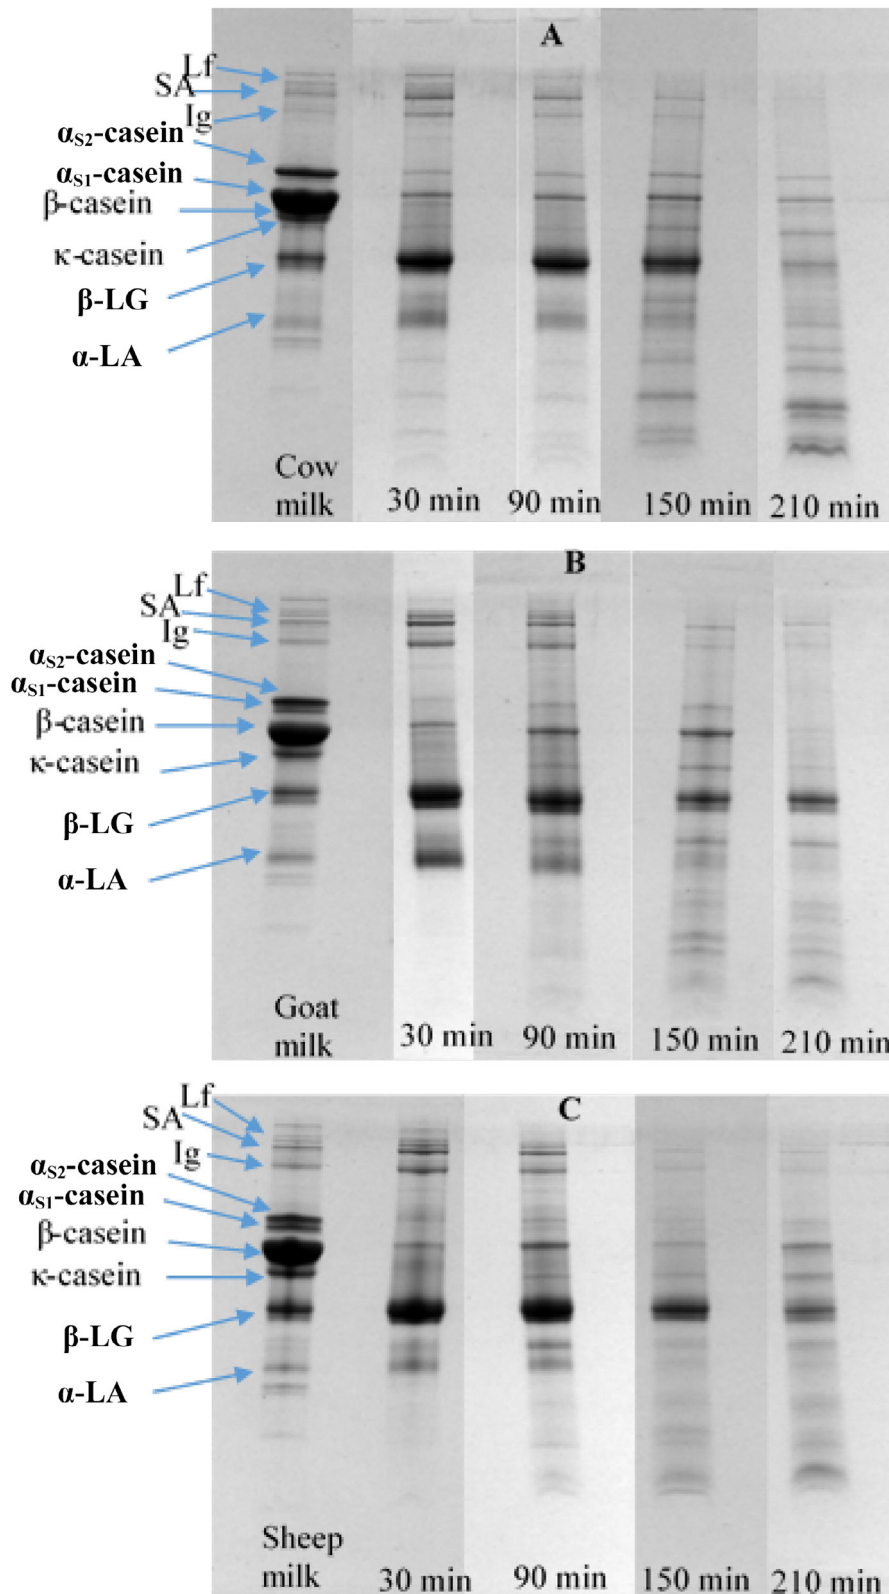 A
Lf
SA
Ig
αS2-casein
αS1-casein
β-casein
κ-casein
β-LG
α-LA
Cow
milk
30 min
90 min
150 min
210 min
B
Lf
SA
Ig
αS2-casein
αS1-casein
β-casein
κ-casein
β-LG
α-LA
Goat
milk
30 min
90 min
150 min
210 min
C
Lf
SA
Ig
αS2-casein
αS1-casein
β-casein
κ-casein
β-LG
α-LA
Sheep
milk
30 min
90 min
150 min
210 min